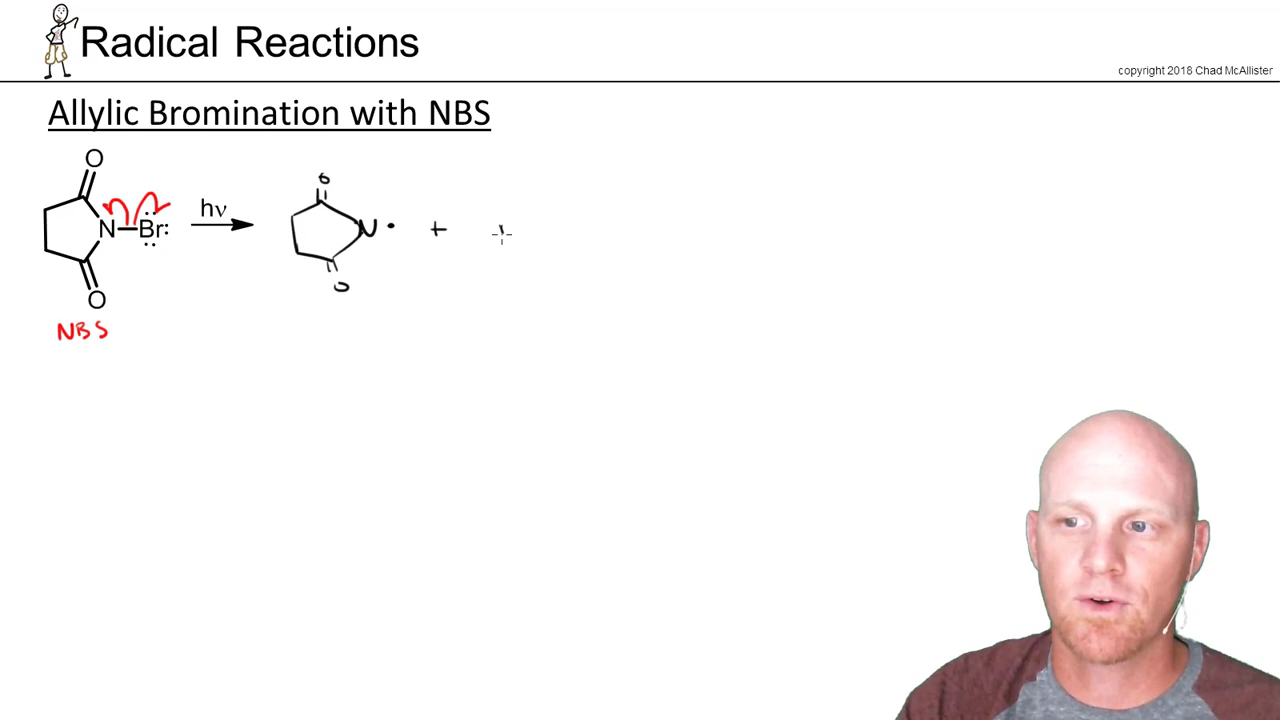 Radical Reactions
copyright 2018 Chad McAllister
Allylic Bromination with NBS
O
N Br:
O
hν
O
N• +
O
NBS